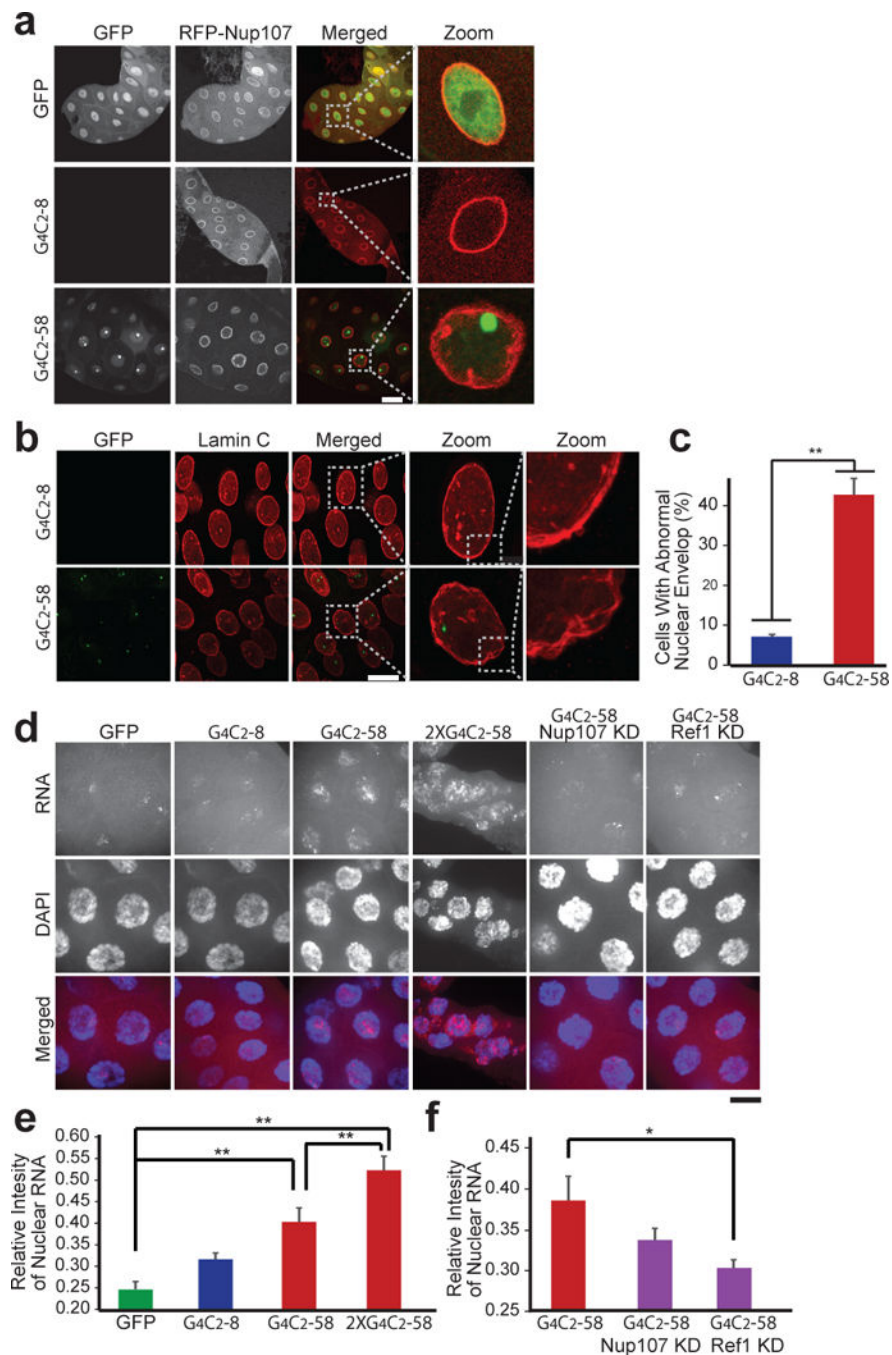 a
GFP RFP-Nup107 Merged Zoom
GFP
G4C2-8
G4C2-58
b
GFP Lamin C Merged Zoom Zoom
G4C2-8
G4C2-58
c
**
Cells With Abnormal
Nuclear Envelop (%)
40
30
20
10
0
G4C2-8 G4C2-58
d
GFP G4C2-8 G4C2-58 2XG4C2-58 G4C2-58 Nup107 KD G4C2-58 Ref1 KD
RNA
DAPI
Merged
e
Relative Intesity
of Nuclear RNA
0.60
0.50
0.55
0.40
0.30
0.25
0.20
** ** **
GFP G4C2-8 G4C2-58 2XG4C2-58
f
Relative Intesity
of Nuclear RNA
0.45
0.40
0.35
0.30
0.25
*
G4C2-58 G4C2-58 G4C2-58
Nup107 KD Ref1 KD